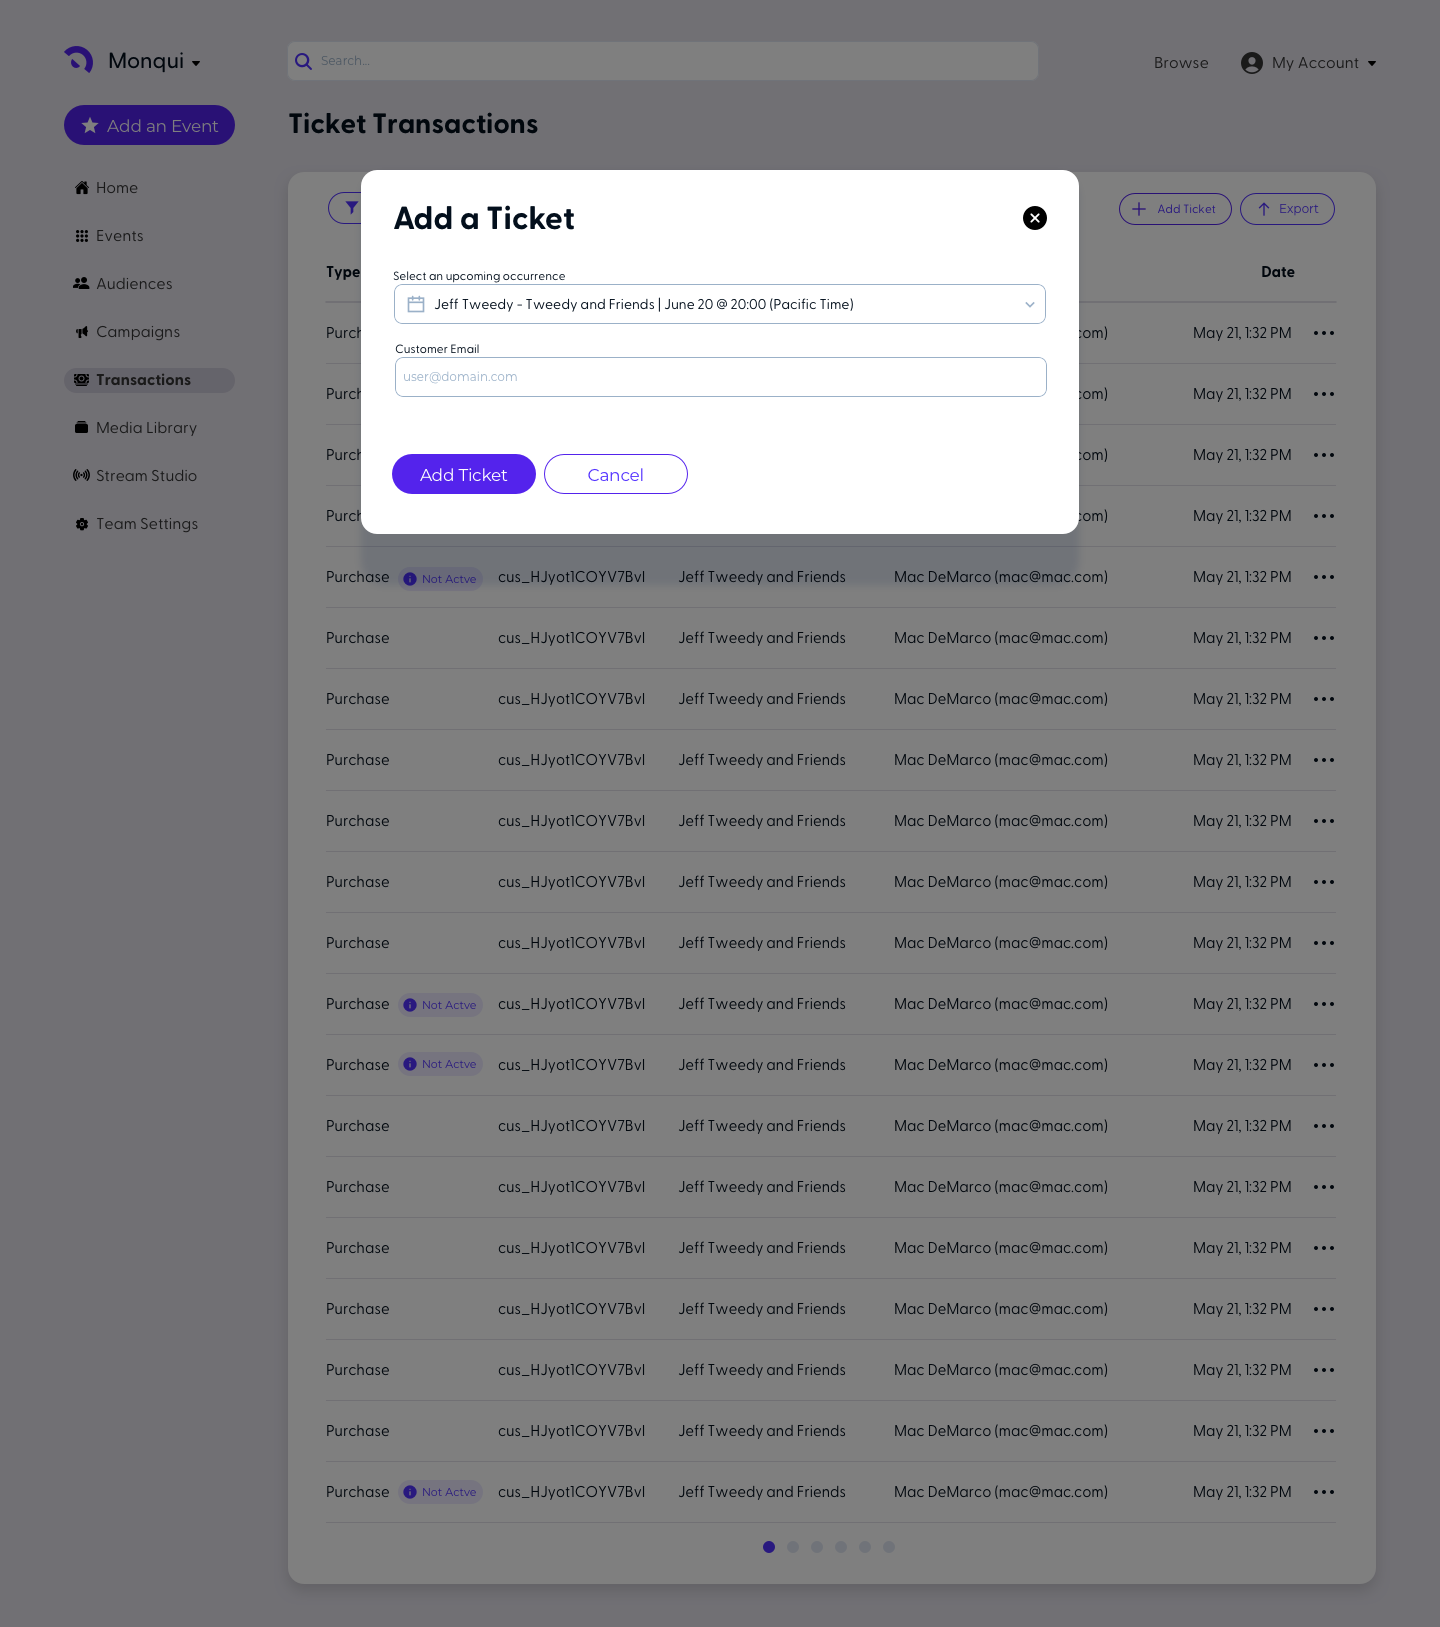 Monqui
Search...
Browse
My Account
Add an Event
Ticket Transactions
Home
Events
Audiences
Campaigns
Transactions
Media Library
Stream Studio
Team Settings
Add Ticket
Export
Add a Ticket
Select an upcoming occurrence
Jeff Tweedy - Tweedy and Friends | June 20 @ 20:00 (Pacific Time)
Customer Email
user@domain.com
Add Ticket
Cancel
Type Date
Purch com) May 21, 1:32 PM
Purch com) May 21, 1:32 PM
Purch com) May 21, 1:32 PM
Purch com) May 21, 1:32 PM
Purchase Not Actve cus_HJyot1COYV7Bvl Jeff Tweedy and Friends Mac DeMarco (mac@mac.com) May 21, 1:32 PM
Purchase cus_HJyot1COYV7Bvl Jeff Tweedy and Friends Mac DeMarco (mac@mac.com) May 21, 1:32 PM
Purchase cus_HJyot1COYV7Bvl Jeff Tweedy and Friends Mac DeMarco (mac@mac.com) May 21, 1:32 PM
Purchase cus_HJyot1COYV7Bvl Jeff Tweedy and Friends Mac DeMarco (mac@mac.com) May 21, 1:32 PM
Purchase cus_HJyot1COYV7Bvl Jeff Tweedy and Friends Mac DeMarco (mac@mac.com) May 21, 1:32 PM
Purchase cus_HJyot1COYV7Bvl Jeff Tweedy and Friends Mac DeMarco (mac@mac.com) May 21, 1:32 PM
Purchase cus_HJyot1COYV7Bvl Jeff Tweedy and Friends Mac DeMarco (mac@mac.com) May 21, 1:32 PM
Purchase Not Actve cus_HJyot1COYV7Bvl Jeff Tweedy and Friends Mac DeMarco (mac@mac.com) May 21, 1:32 PM
Purchase Not Actve cus_HJyot1COYV7Bvl Jeff Tweedy and Friends Mac DeMarco (mac@mac.com) May 21, 1:32 PM
Purchase cus_HJyot1COYV7Bvl Jeff Tweedy and Friends Mac DeMarco (mac@mac.com) May 21, 1:32 PM
Purchase cus_HJyot1COYV7Bvl Jeff Tweedy and Friends Mac DeMarco (mac@mac.com) May 21, 1:32 PM
Purchase cus_HJyot1COYV7Bvl Jeff Tweedy and Friends Mac DeMarco (mac@mac.com) May 21, 1:32 PM
Purchase cus_HJyot1COYV7Bvl Jeff Tweedy and Friends Mac DeMarco (mac@mac.com) May 21, 1:32 PM
Purchase cus_HJyot1COYV7Bvl Jeff Tweedy and Friends Mac DeMarco (mac@mac.com) May 21, 1:32 PM
Purchase cus_HJyot1COYV7Bvl Jeff Tweedy and Friends Mac DeMarco (mac@mac.com) May 21, 1:32 PM
Purchase Not Actve cus_HJyot1COYV7Bvl Jeff Tweedy and Friends Mac DeMarco (mac@mac.com) May 21, 1:32 PM